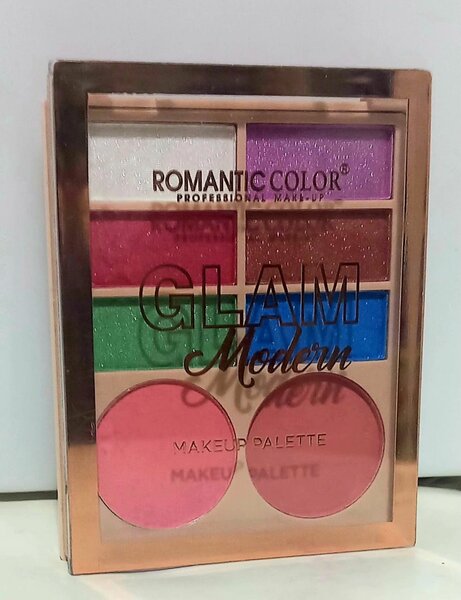 ROMANTIC COLOR®
PROFESSIONAL MAKE-UP
GLAM
Modern
MAKEUP PALETTE